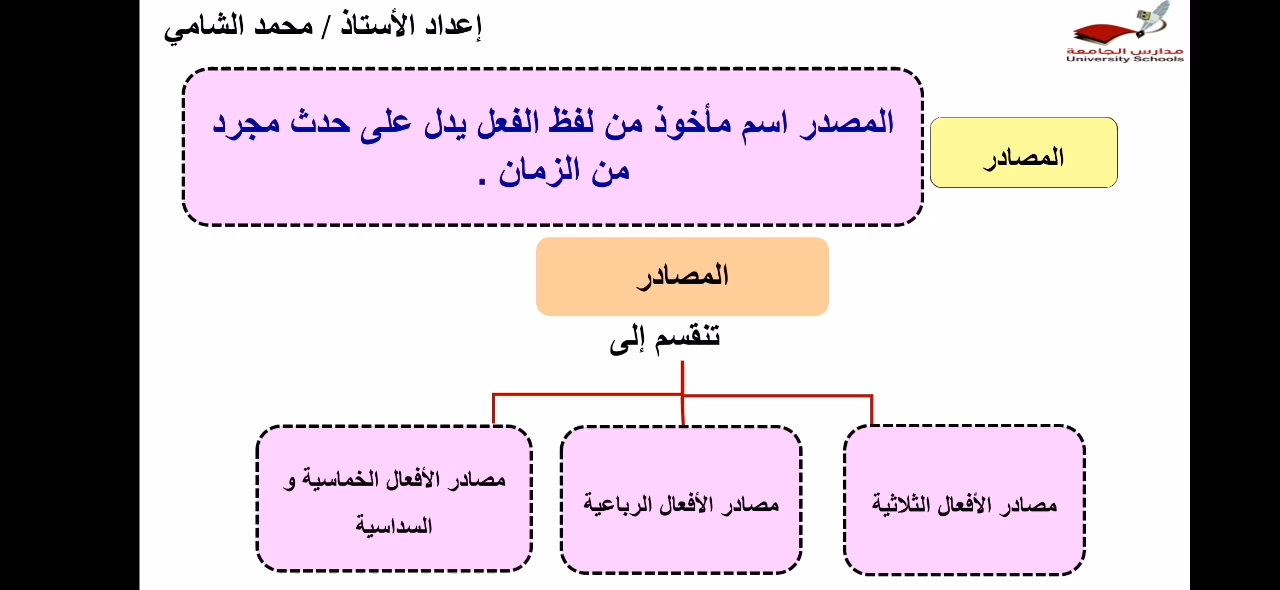 إعداد الأستاذ / محمد الشامي
مدارس الجامعة
University Schools
المصادر
المصدر اسم مأخوذ من لفظ الفعل يدل على حدث مجرد
من الزمان .
المصادر
تنقسم إلى
مصادر الأفعال الثلاثية
مصادر الأفعال الرباعية
مصادر الأفعال الخماسية و
السداسية